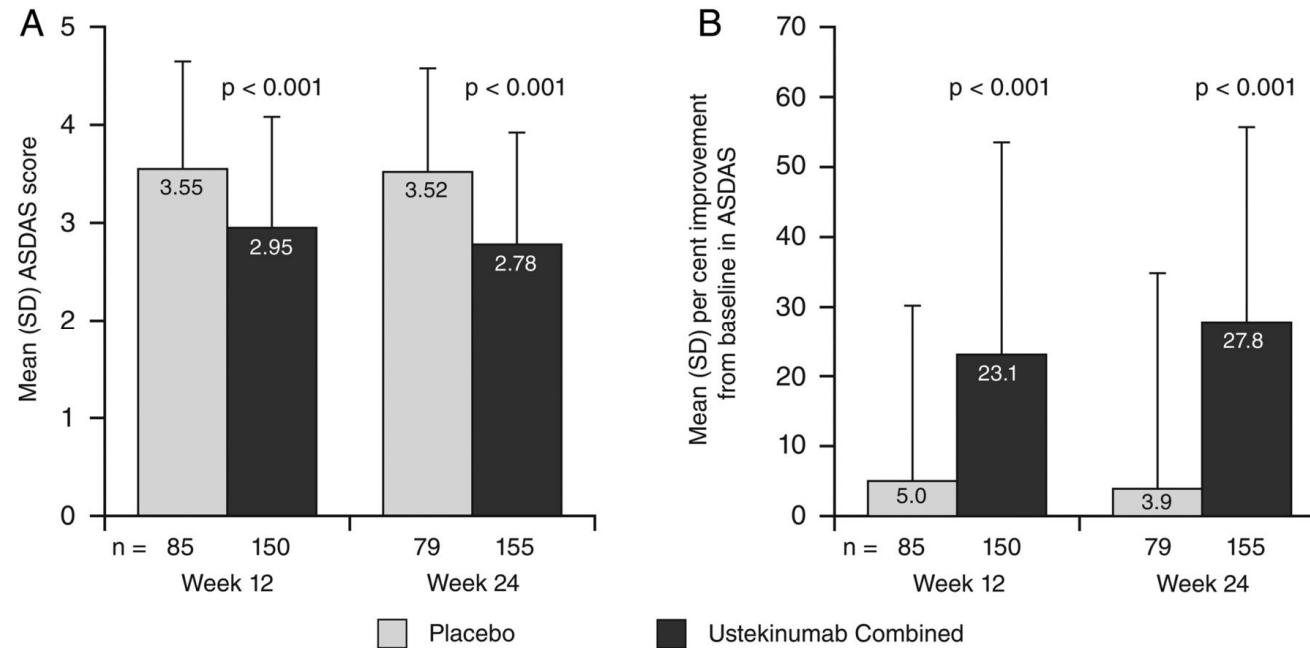 A
Mean (SD) ASDAS score
5
4
3
2
1
0
p < 0.001
p < 0.001
3.55
2.95
3.52
2.78
n = 85 150 79 155
Week 12 Week 24
B
Mean (SD) per cent improvement
from baseline in ASDAS
70
60
50
40
30
20
10
0
p < 0.001
p < 0.001
5.0
23.1
3.9
27.8
n = 85 150 79 155
Week 12 Week 24
Placebo
Ustekinumab Combined